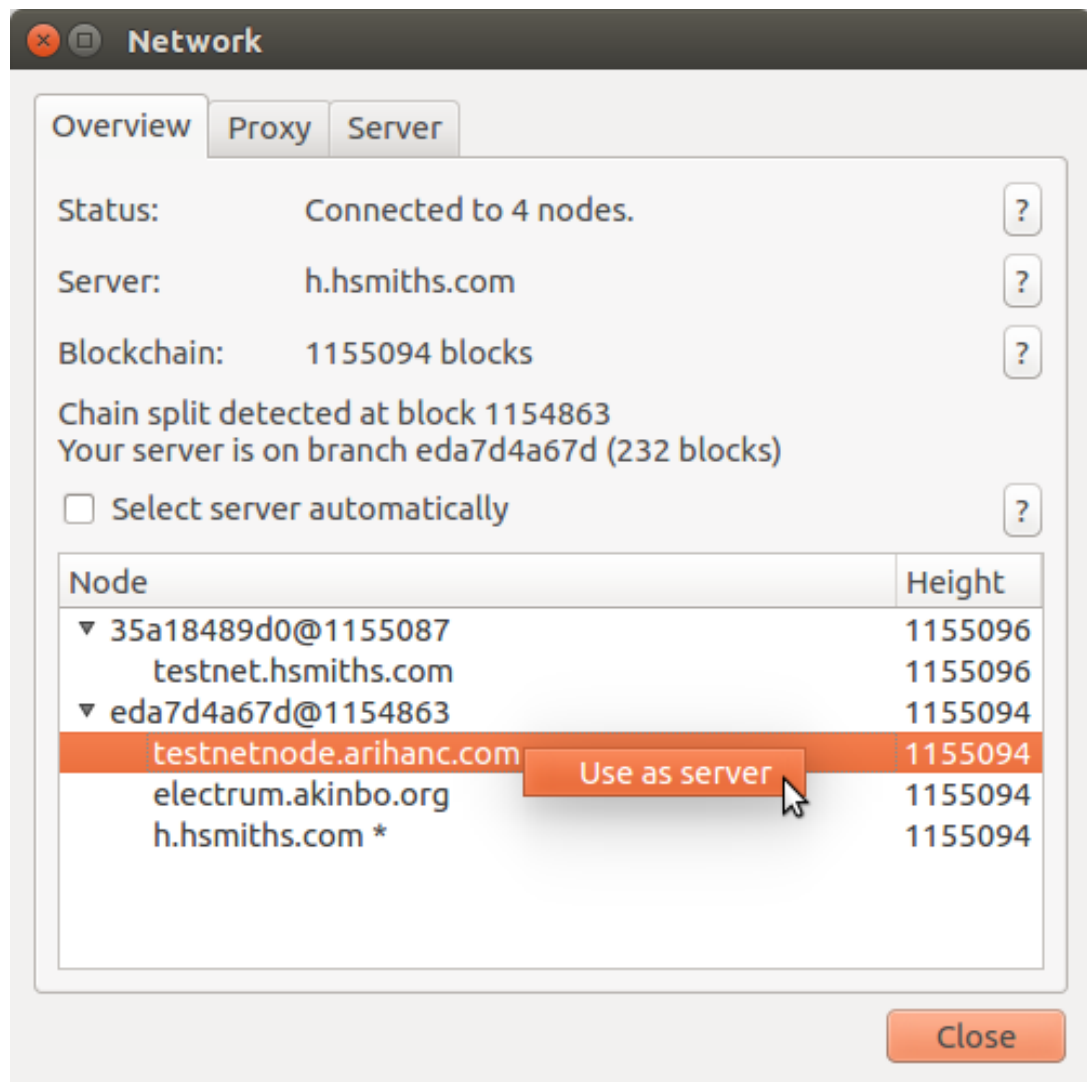 Network
Overview Proxy Server
Status: Connected to 4 nodes. ?
Server: h.hsmiths.com ?
Blockchain: 1155094 blocks ?
Chain split detected at block 1154863
Your server is on branch eda7d4a67d (232 blocks)
Select server automatically ?
Node Height
35a18489d0@1155087 1155096
testnet.hsmiths.com 1155096
eda7d4a67d@1154863 1155094
testnetnode.arihanc.com 1155094
Use as server
electrum.akinbo.org 1155094
h.hsmiths.com * 1155094
Close